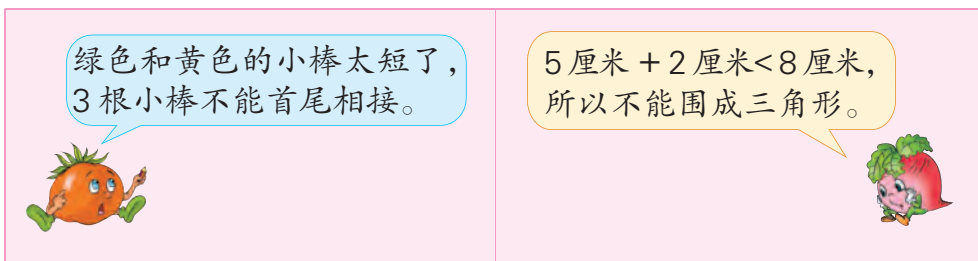 绿色和黄色的小棒太短了，
3根小棒不能首尾相接。
5厘米+2厘米<8厘米，
所以不能围成三角形。